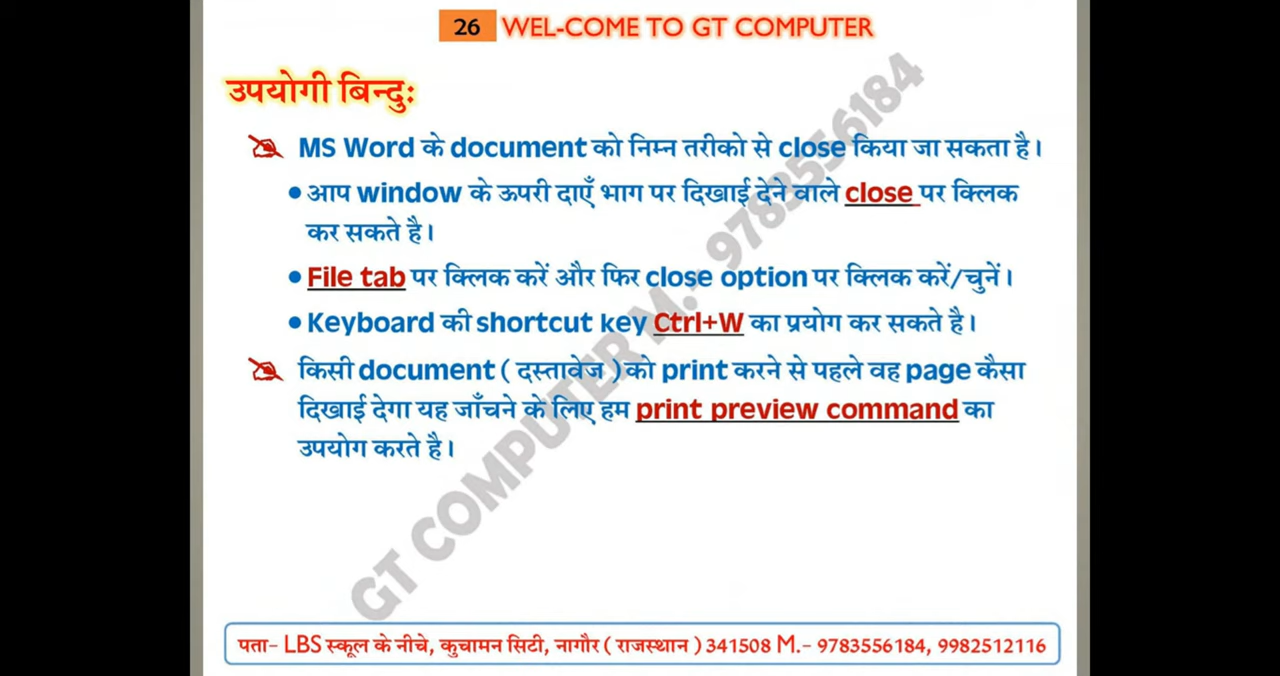 26 WEL-COME TO GT COMPUTER
उपयोगी बिन्दुः
MS Word के document को निम्न तरीको से close किया जा सकता है।
• आप window के ऊपरी दाएँ भाग पर दिखाई देने वाले close पर क्लिक
कर सकते है।
• File tab पर क्लिक करें और फिर close option पर क्लिक करें/चुनें।
• Keyboard की shortcut key Ctrl+W का प्रयोग कर सकते है।
किसी document ( दस्तावेज ) को print करने से पहले वह page कैसा
दिखाई देगा यह जाँचने के लिए हम print preview command का
उपयोग करते है।
GT COMPUTER M.- 9783556184
पता- LBS स्कूल के नीचे, कुचामन सिटी, नागौर ( राजस्थान ) 341508 M.- 9783556184, 9982512116